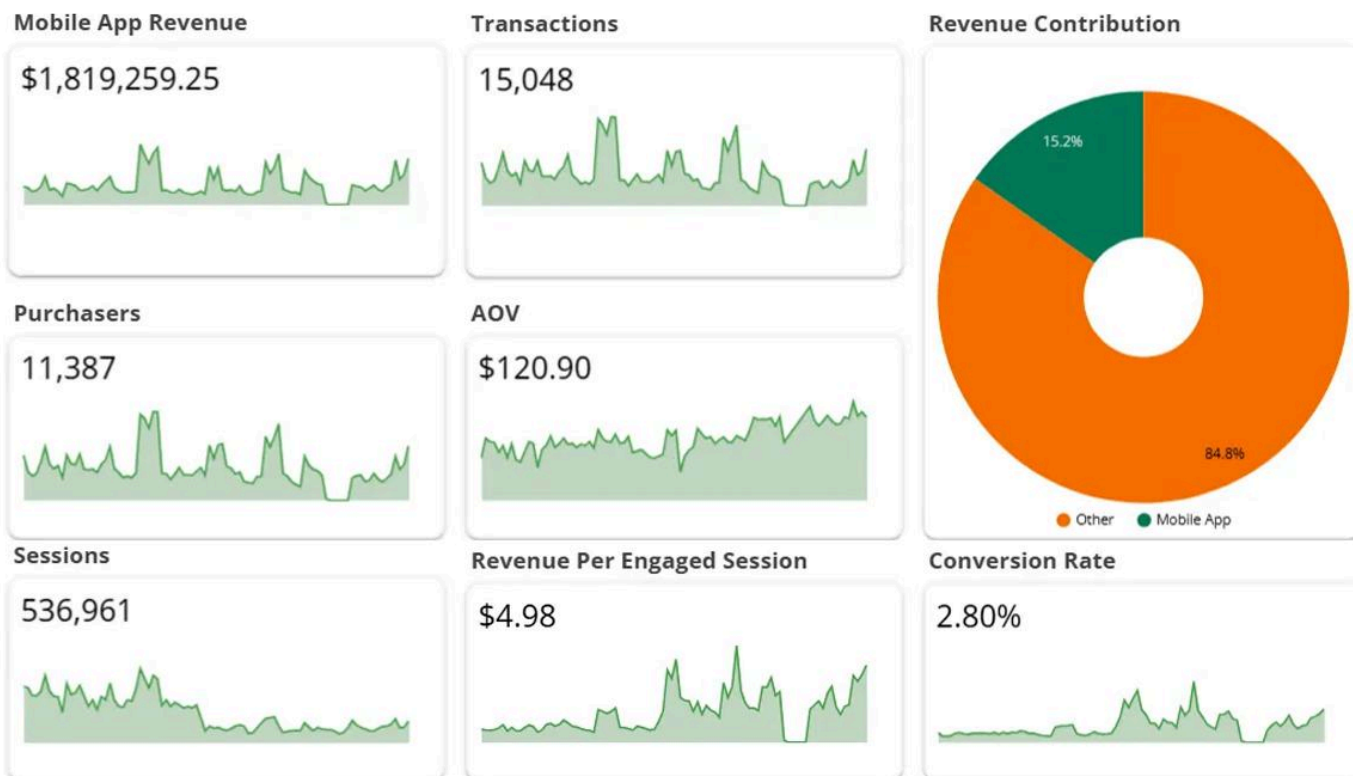 Mobile App Revenue
$1,819,259.25
Transactions
15,048
Revenue Contribution
15.2%
84.8%
Other
Mobile App
Purchasers
11,387
AOV
$120.90
Sessions
536,961
Revenue Per Engaged Session
$4.98
Conversion Rate
2.80%